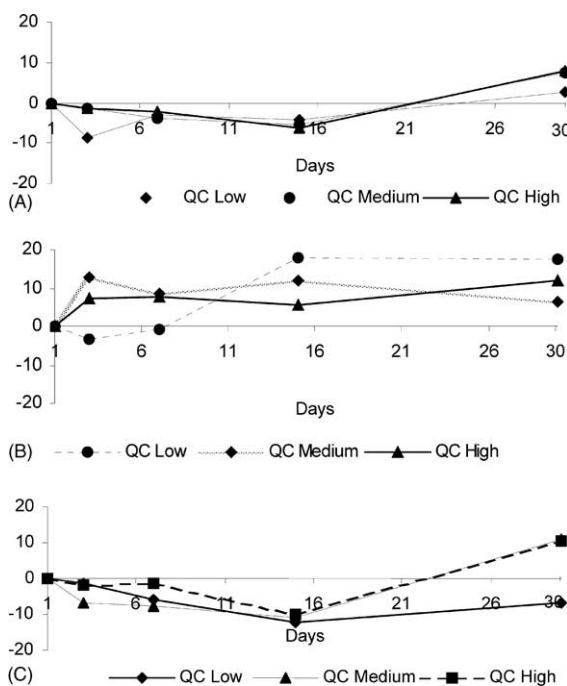 20
10
0
-10
-20
1 6 11 16 21 30
Days
(A) QC Low QC Medium QC High
20
10
0
-10
-20
1 6 11 16 21 26 30
Days
(B) QC Low QC Medium QC High
20
10
0
-10
-20
1 6 11 16 21 26 30
Days
(C) QC Low QC Medium QC High